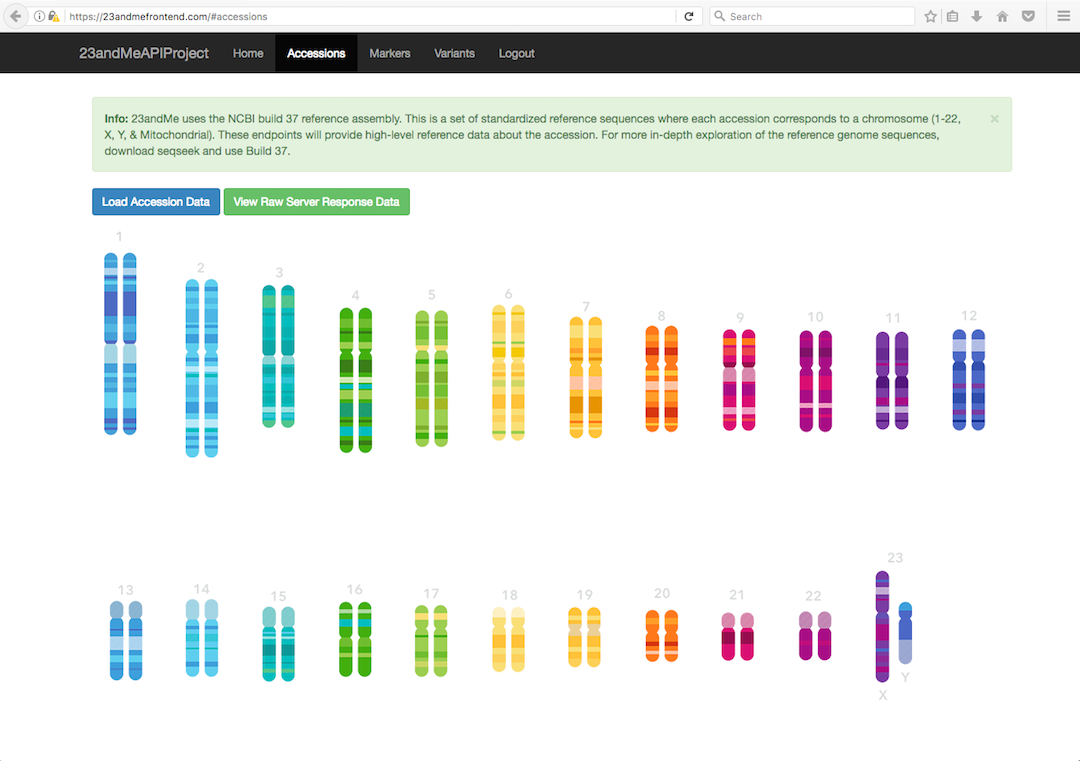 https://23andmefrontend.com/#accessions
Search
23andMeAPIProject Home Accessions Markers Variants Logout
Info: 23andMe uses the NCBI build 37 reference assembly. This is a set of standardized reference sequences where each accession corresponds to a chromosome (1-22,
X, Y, & Mitochondrial). These endpoints will provide high-level reference data about the accession. For more in-depth exploration of the reference genome sequences,
download seqseek and use Build 37.
×
Load Accession Data View Raw Server Response Data
1 2 3 4 5 6 7 8 9 10 11 12
13 14 15 16 17 18 19 20 21 22 23
X Y